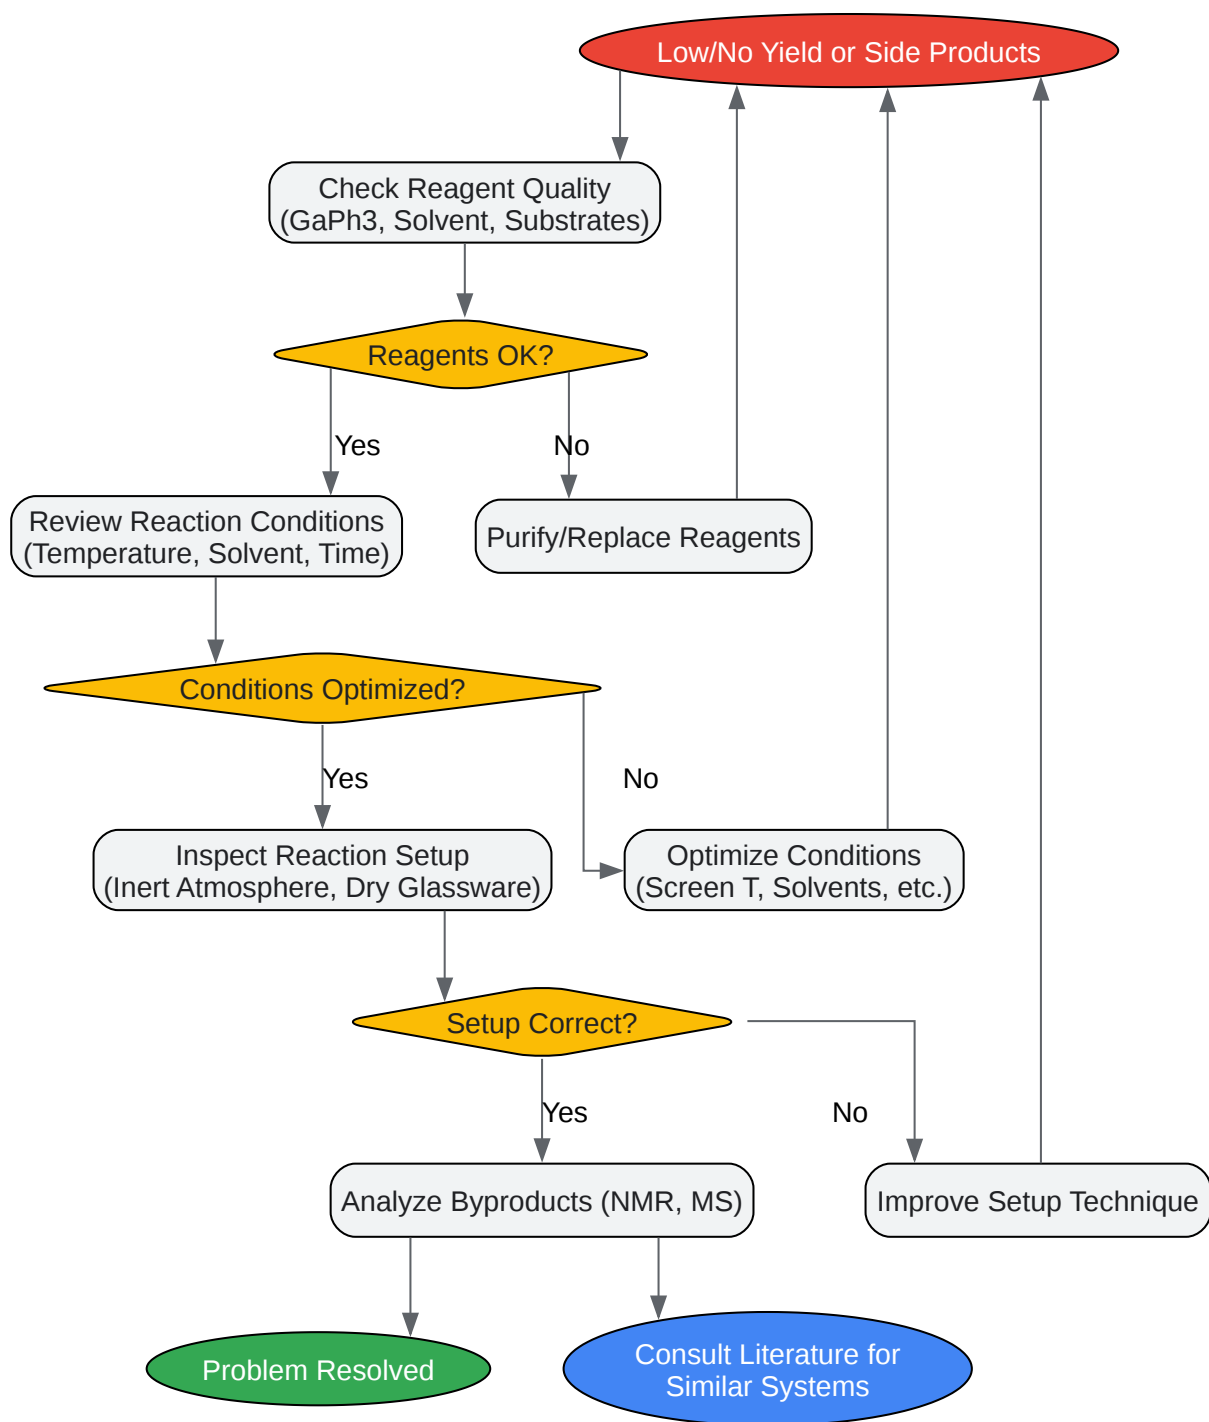 Low/No Yield or Side Products
Check Reagent Quality
(GaPh3, Solvent, Substrates)
Reagents OK?
Yes
No
Review Reaction Conditions
(Temperature, Solvent, Time)
Purify/Replace Reagents
Conditions Optimized?
Yes
No
Inspect Reaction Setup
(Inert Atmosphere, Dry Glassware)
Optimize Conditions
(Screen T, Solvents, etc.)
Setup Correct?
Yes
No
Analyze Byproducts (NMR, MS)
Improve Setup Technique
Problem Resolved
Consult Literature for
Similar Systems